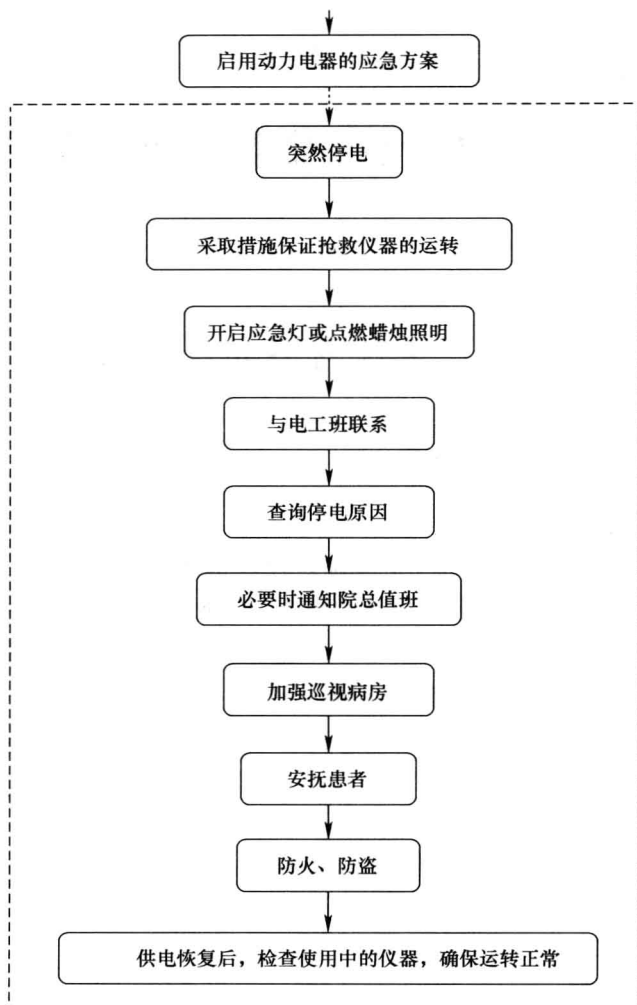 启用动力电器的应急方案
突然停电
采取措施保证抢救仪器的运转
开启应急灯或点燃蜡烛照明
与电工班联系
查询停电原因
必要时通知院总值班
加强巡视病房
安抚患者
防火、防盗
供电恢复后，检查使用中的仪器，确保运转正常